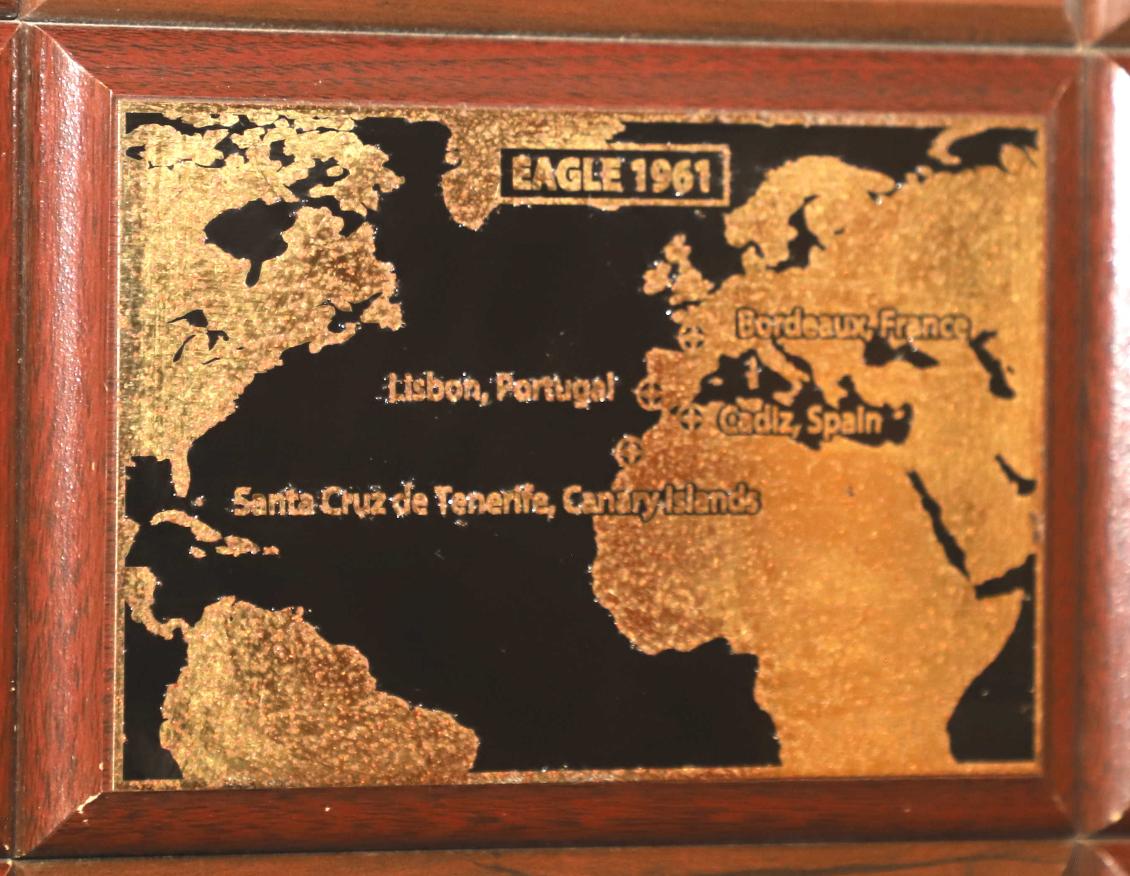 EAGLE 1961
Bordeaux, France
Lisbon, Portugal
Cadiz, Spain
Santa Cruz de Tenerife, Canary Islands